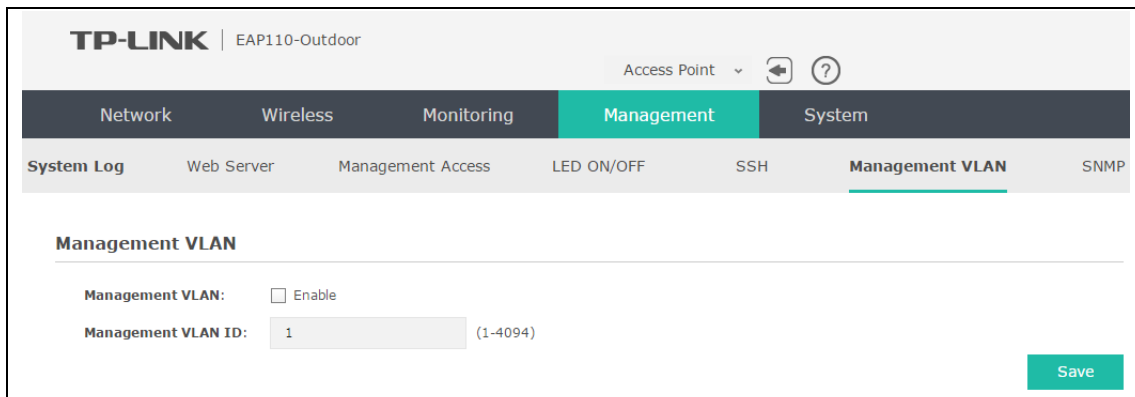 TP-LINK | EAP110-Outdoor
Access Point
?
Network Wireless Monitoring Management System
System Log Web Server Management Access LED ON/OFF SSH Management VLAN SNMP
Management VLAN
Management VLAN: Enable
Management VLAN ID: 1 (1-4094)
Save